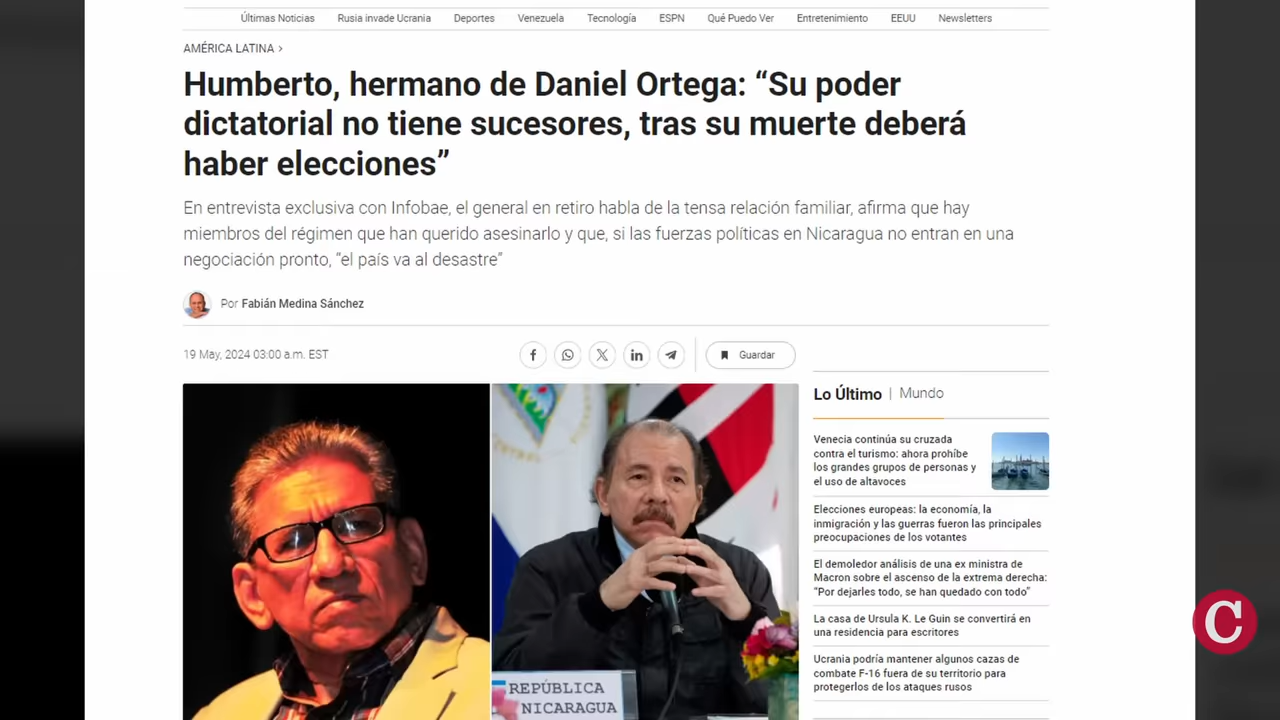 Últimas Noticias Rusia invade Ucrania Deportes Venezuela Tecnología ESPN Qué Puedo Ver Entretenimiento EEUU Newsletters
AMÉRICA LATINA >
Humberto, hermano de Daniel Ortega: “Su poder
dictatorial no tiene sucesores, tras su muerte deberá
haber elecciones”
En entrevista exclusiva con Infobae, el general en retiro habla de la tensa relación familiar, afirma que hay
miembros del régimen que han querido asesinarlo y que, si las fuerzas políticas en Nicaragua no entran en una
negociación pronto, “el país va al desastre”
Por Fabián Medina Sánchez
19 May, 2024 03:00 a.m. EST
Guardar
Lo Último | Mundo
Venecia continúa su cruzada
contra el turismo: ahora prohíbe
los grandes grupos de personas y
el uso de altavoces
Elecciones europeas: la economía, la
inmigración y las guerras fueron las principales
preocupaciones de los votantes
El demoledor análisis de una ex ministra de
Macron sobre el ascenso de la extrema derecha:
“Por dejarles todo, se han quedado con todo”
La casa de Ursula K. Le Guin se convertirá en
una residencia para escritores
Ucrania podría mantener algunos cazas de
combate F-16 fuera de su territorio para
protegerlos de los ataques rusos
REPÚBLICA
NICARAGUA
C